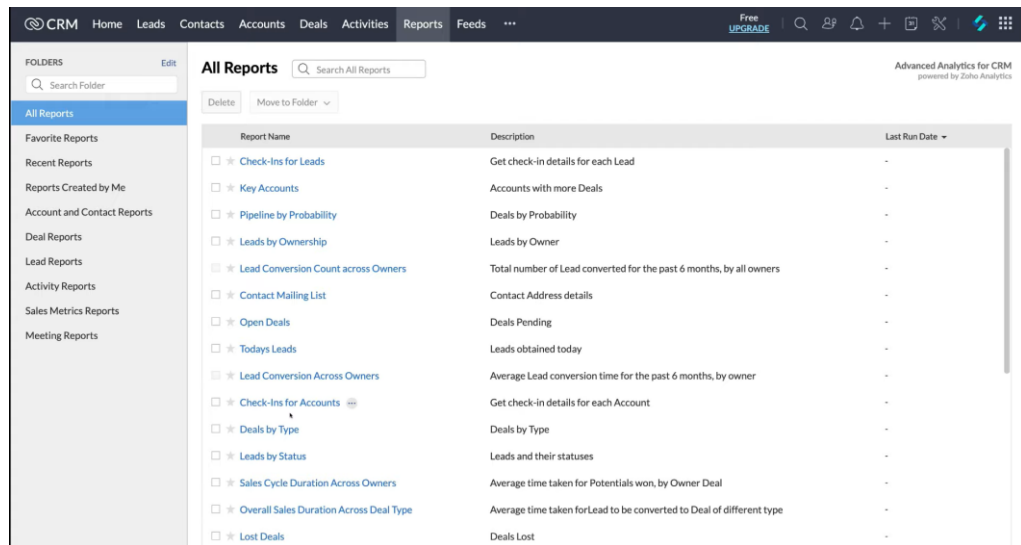 CRM Home Leads Contacts Accounts Deals Activities Reports Feeds ••• Free UPGRADE
FOLDERS Edit
Search Folder
All Reports
Favorite Reports
Recent Reports
Reports Created by Me
Account and Contact Reports
Deal Reports
Lead Reports
Activity Reports
Sales Metrics Reports
Meeting Reports
All Reports Search All Reports
Advanced Analytics for CRM
powered by Zoho Analytics
Delete Move to Folder
Report Name Description Last Run Date
Check-Ins for Leads Get check-in details for each Lead -
Key Accounts Accounts with more Deals -
Pipeline by Probability Deals by Probability -
Leads by Ownership Leads by Owner -
Lead Conversion Count across Owners Total number of Lead converted for the past 6 months, by all owners -
Contact Mailing List Contact Address details -
Open Deals Deals Pending -
Todays Leads Leads obtained today -
Lead Conversion Across Owners Average Lead conversion time for the past 6 months, by owner -
Check-Ins for Accounts ••• Get check-in details for each Account -
Deals by Type Deals by Type -
Leads by Status Leads and their statuses -
Sales Cycle Duration Across Owners Average time taken for Potentials won, by Owner Deal -
Overall Sales Duration Across Deal Type Average time taken forLead to be converted to Deal of different type -
Lost Deals Deals Lost -